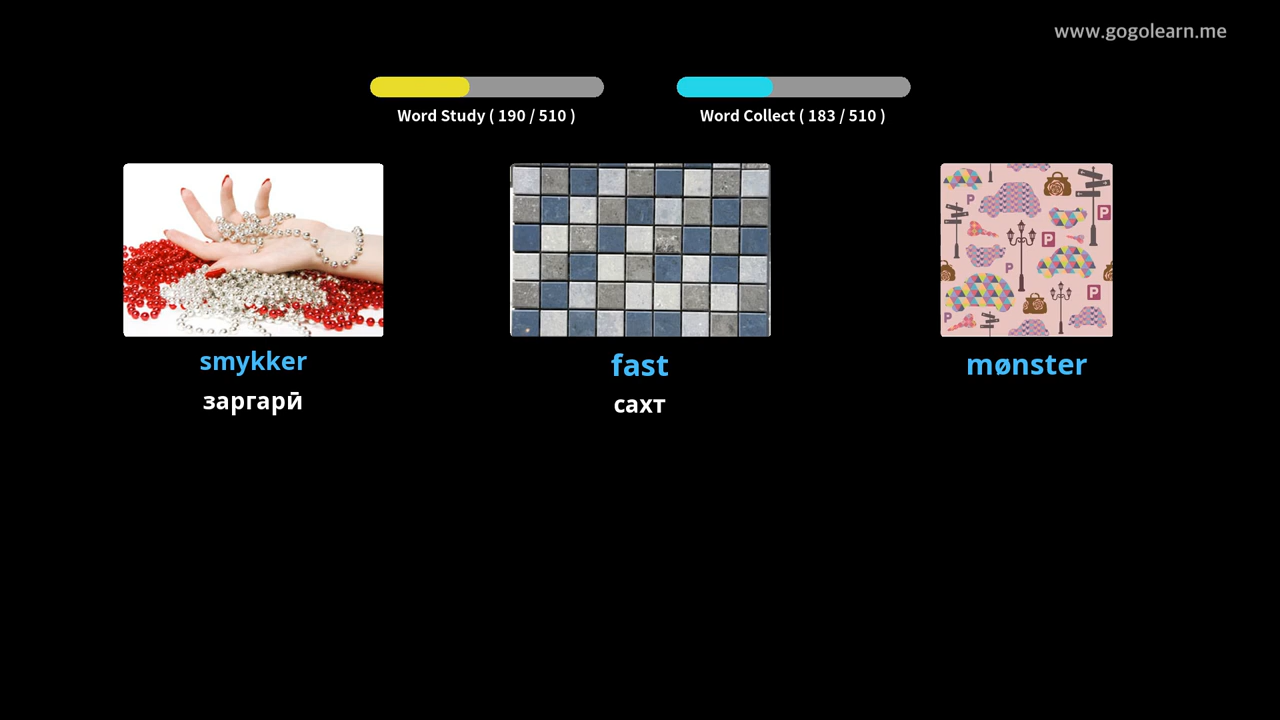 www.gogolearn.me
Word Study ( 190 / 510 )
Word Collect ( 183 / 510 )
smykker
fast
mønster
заргарӣ
сахт
P
P
P
P
P
P